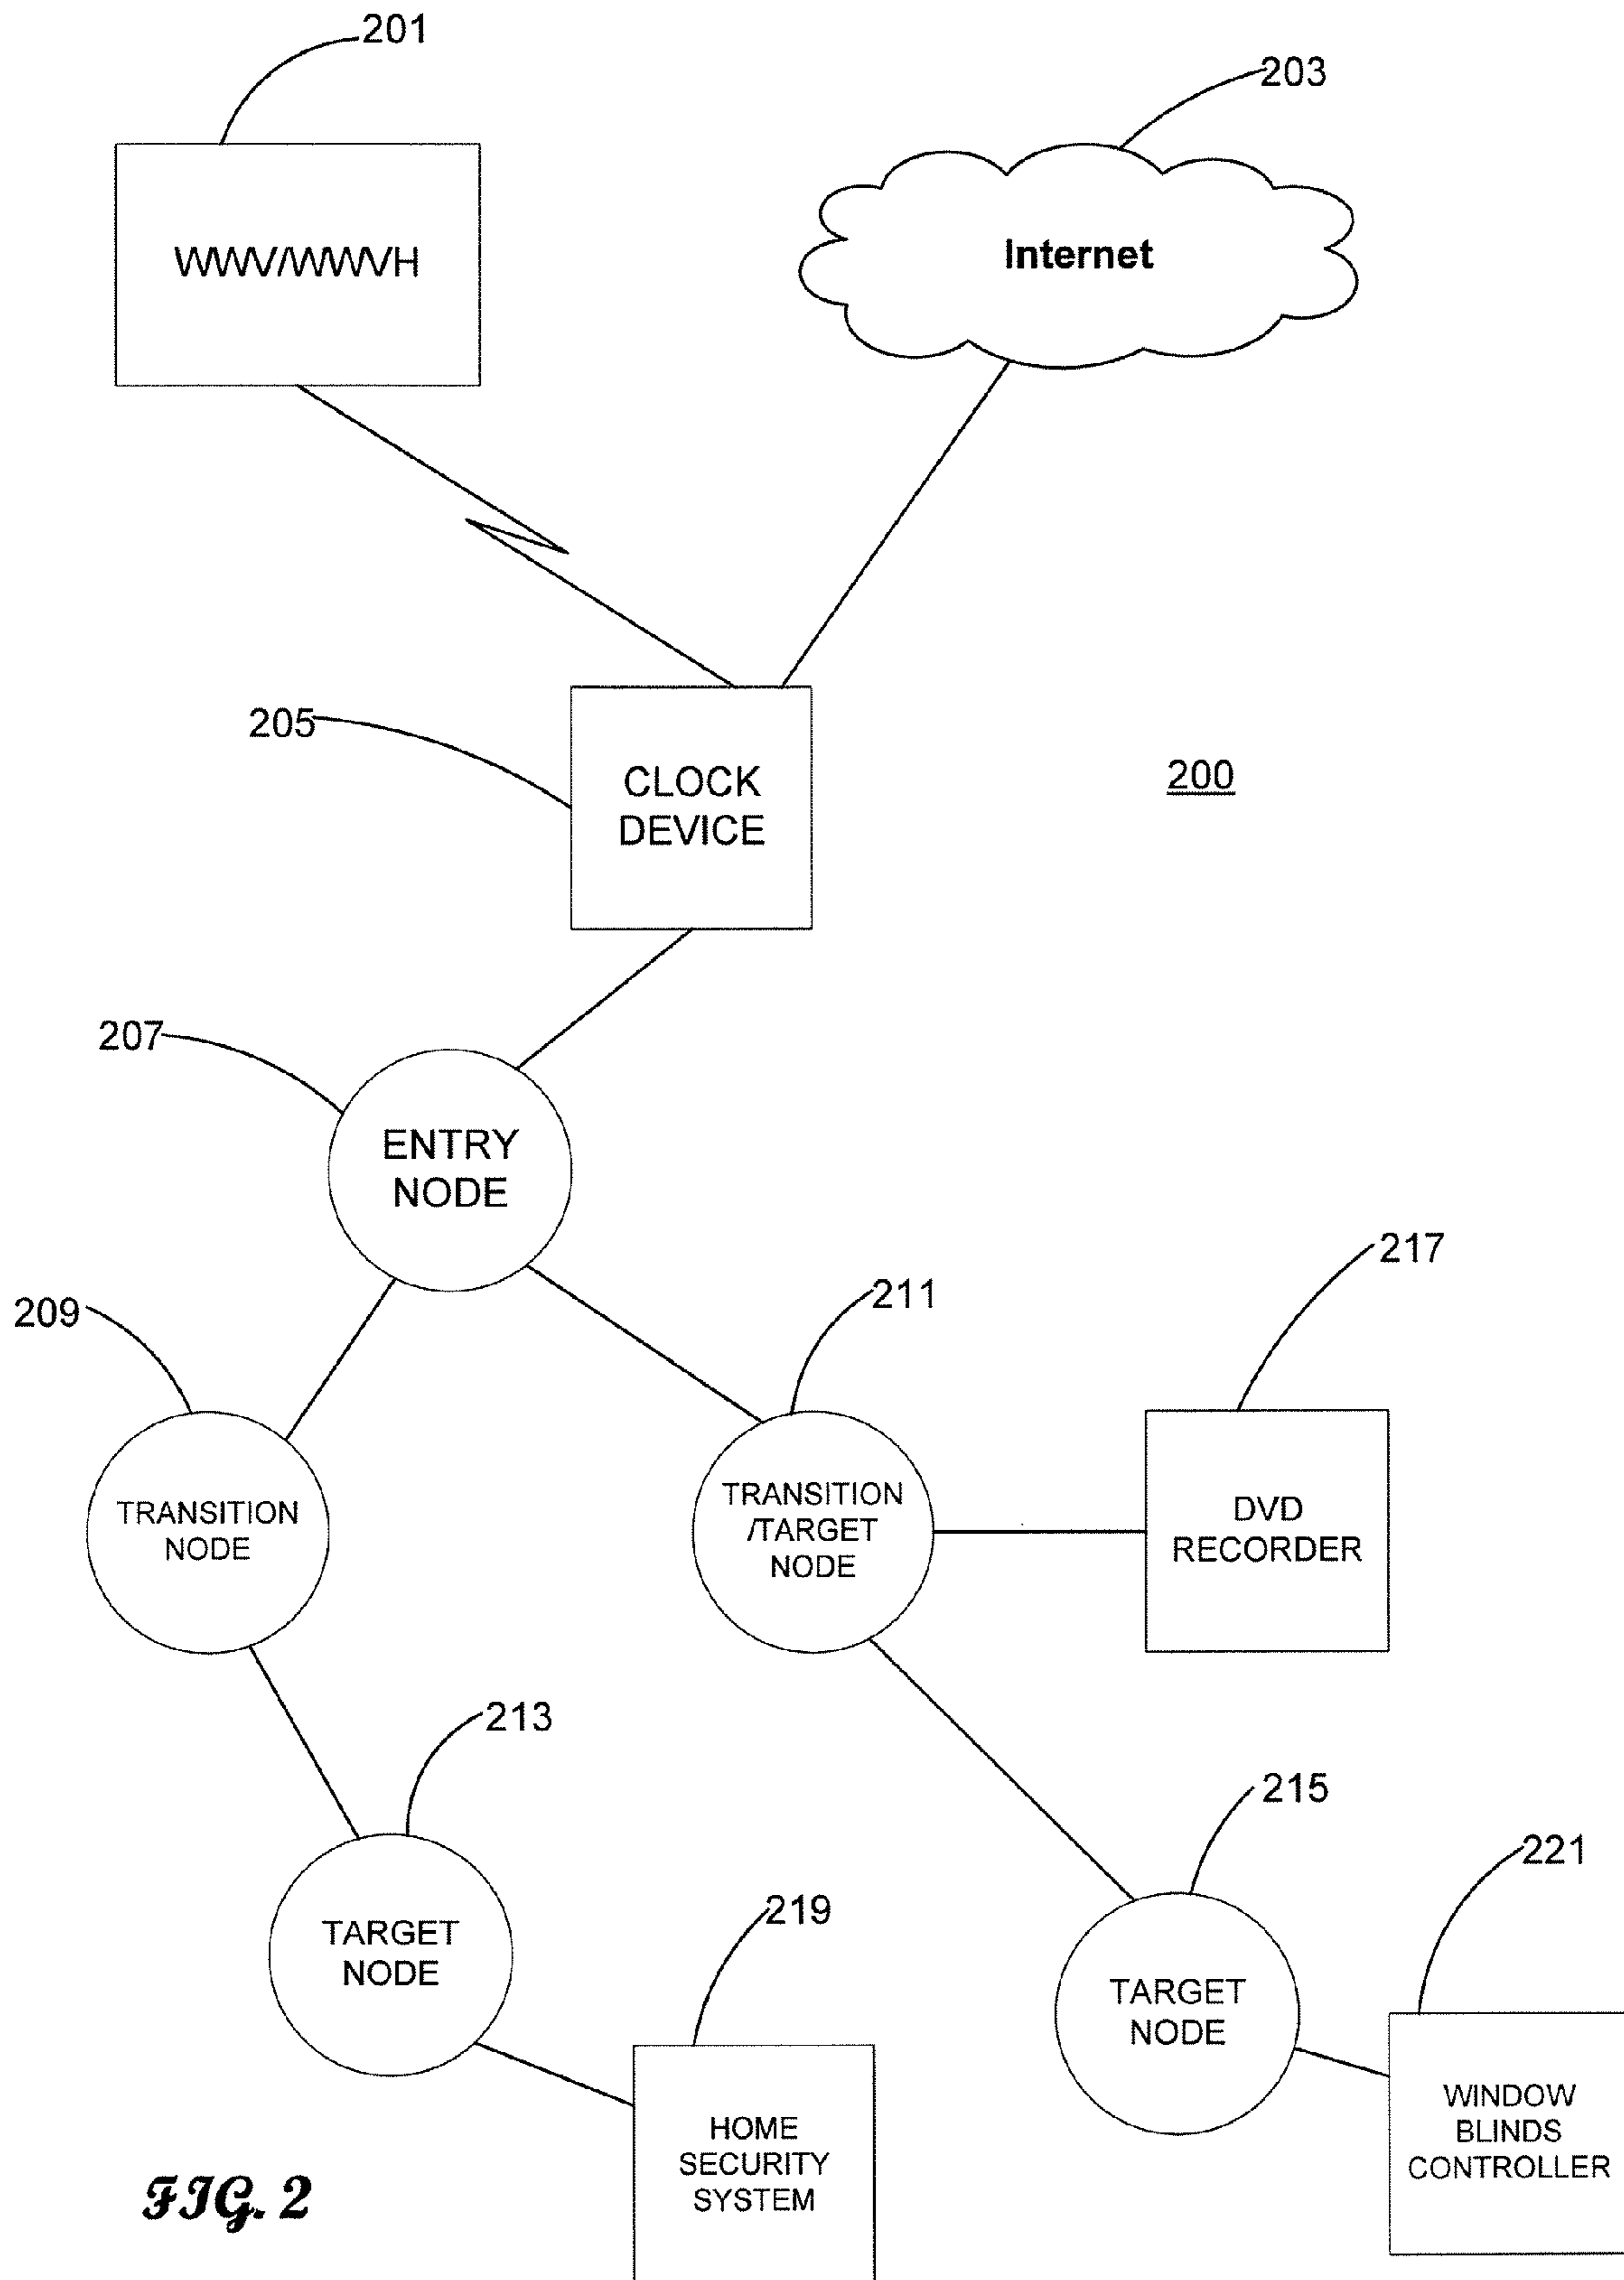 201
203
WWV/WWVH
Internet
205
CLOCK
DEVICE
200
207
ENTRY
NODE
217
211
209
TRANSITION
NODE
TRANSITION
/TARGET
NODE
DVD
RECORDER
213
215
221
219
TARGET
NODE
TARGET
NODE
HOME
SECURITY
SYSTEM
WINDOW
BLINDS
CONTROLLER
FIG. 2